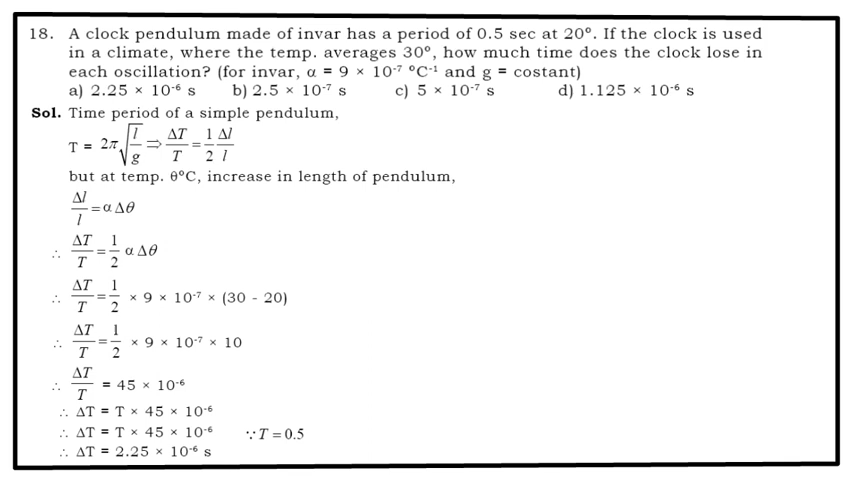 18. A clock pendulum made of invar has a period of 0.5 sec at 20°. If the clock is used
in a climate, where the temp. averages 30°, how much time does the clock lose in
each oscillation? (for invar, α = 9 × 10⁻⁷ °C⁻¹ and g = costant)
a) 2.25 × 10⁻⁶ s b) 2.5 × 10⁻⁷ s c) 5 × 10⁻⁷ s d) 1.125 × 10⁻⁶ s
Sol. Time period of a simple pendulum,
T = 2π√(l/g) ⇒ ΔT/T = 1/2 Δl/l
but at temp. θ°C, increase in length of pendulum,
Δl/l = α Δθ
∴ ΔT/T = 1/2 α Δθ
∴ ΔT/T = 1/2 × 9 × 10⁻⁷ × (30 - 20)
∴ ΔT/T = 1/2 × 9 × 10⁻⁷ × 10
∴ ΔT/T = 45 × 10⁻⁶
∴ ΔT = T × 45 × 10⁻⁶
∴ ΔT = T × 45 × 10⁻⁶ ∵ T = 0.5
∴ ΔT = 2.25 × 10⁻⁶ s